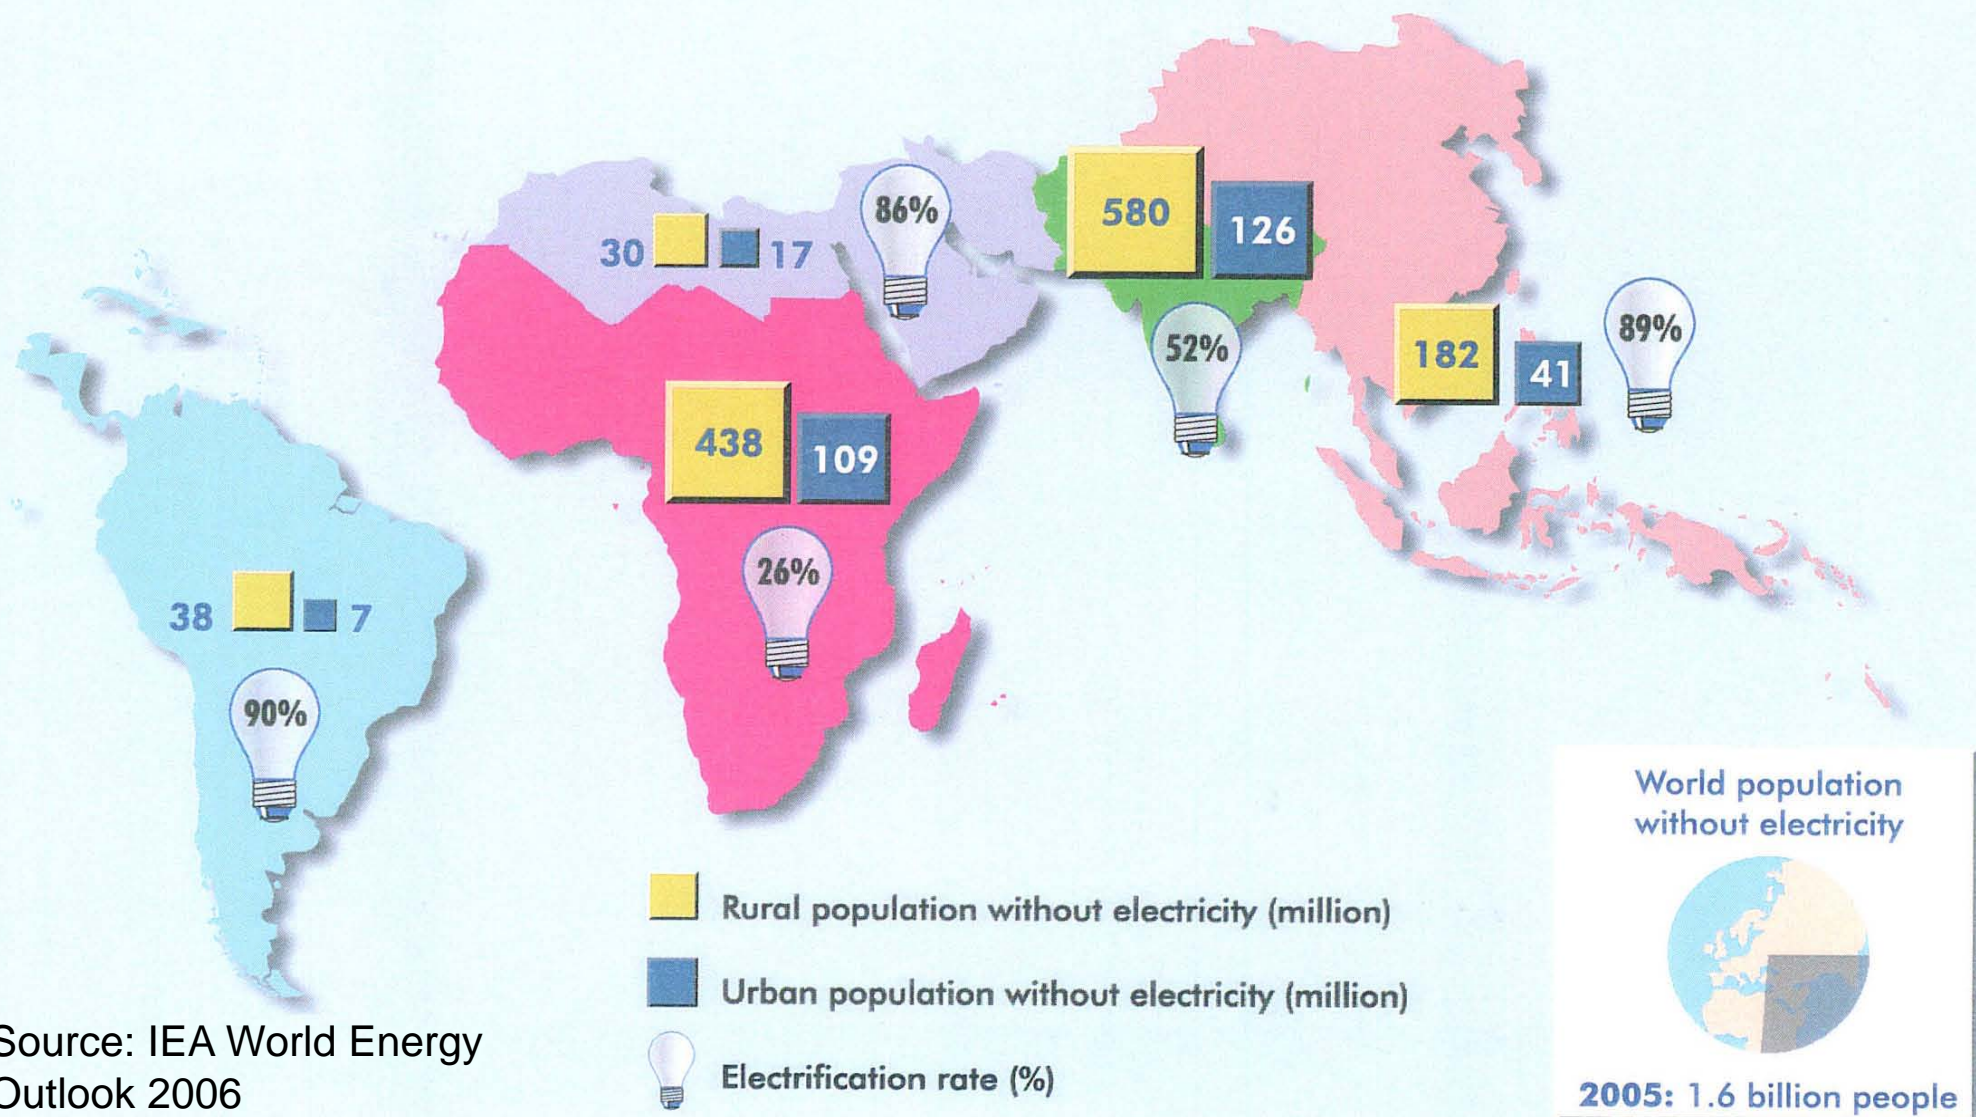 86%
580
126
30
17
52%
182
41
89%
438
109
26%
38
7
90%
World population
without electricity
2005: 1.6 billion people
Rural population without electricity (million)
Urban population without electricity (million)
Electrification rate (%)
Source: IEA World Energy
Outlook 2006